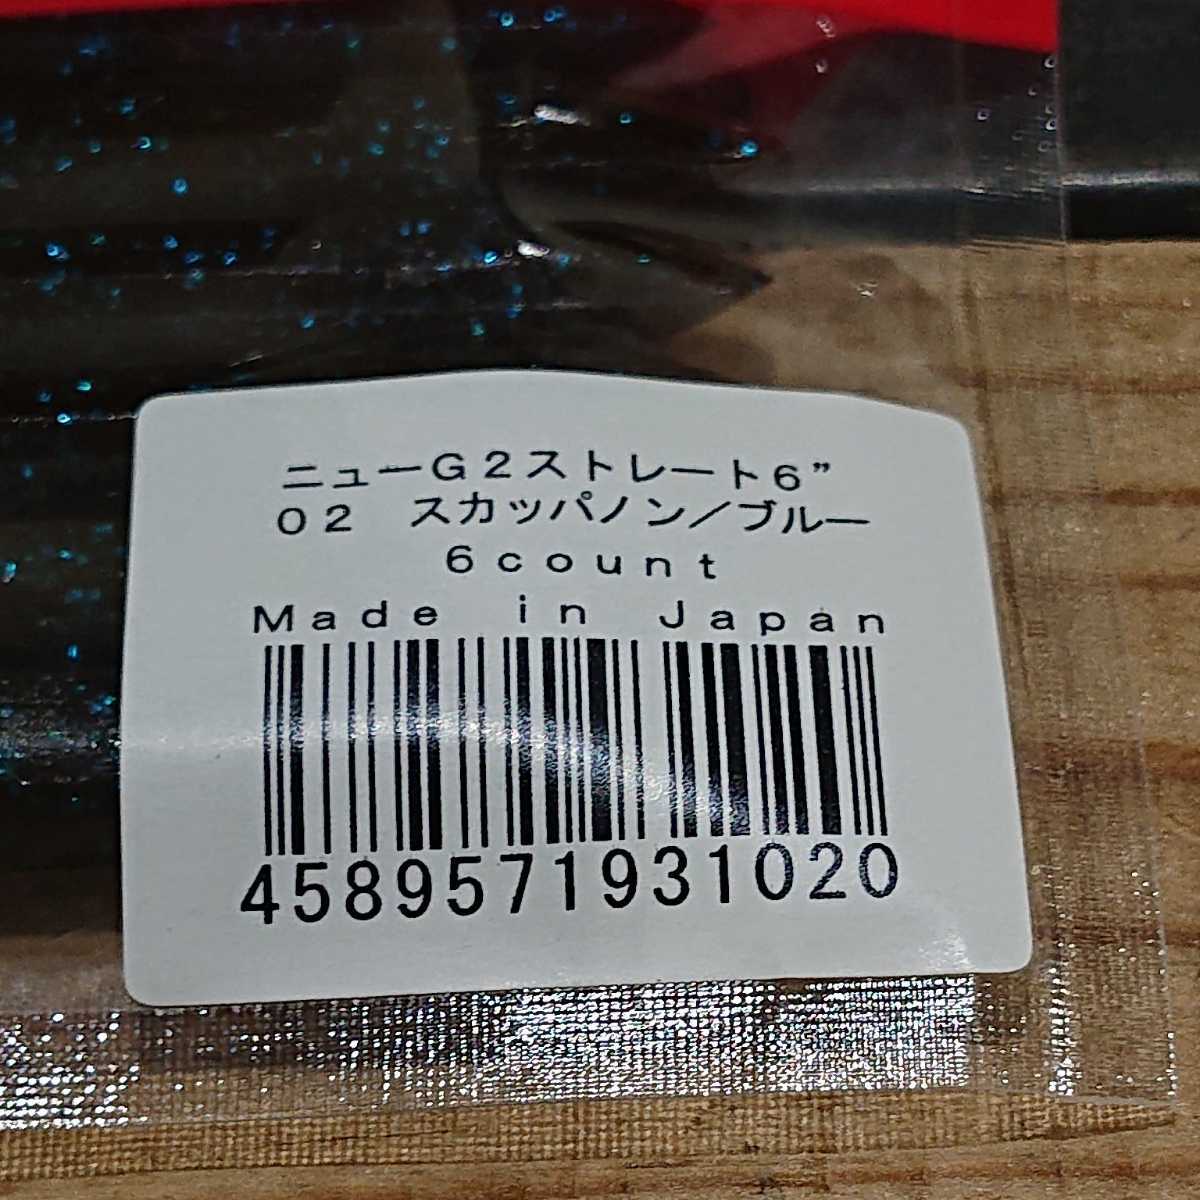 ニューG2ストレート6”
02　スカッパノン／ブルー
6count
Made in Japan
4589571931020